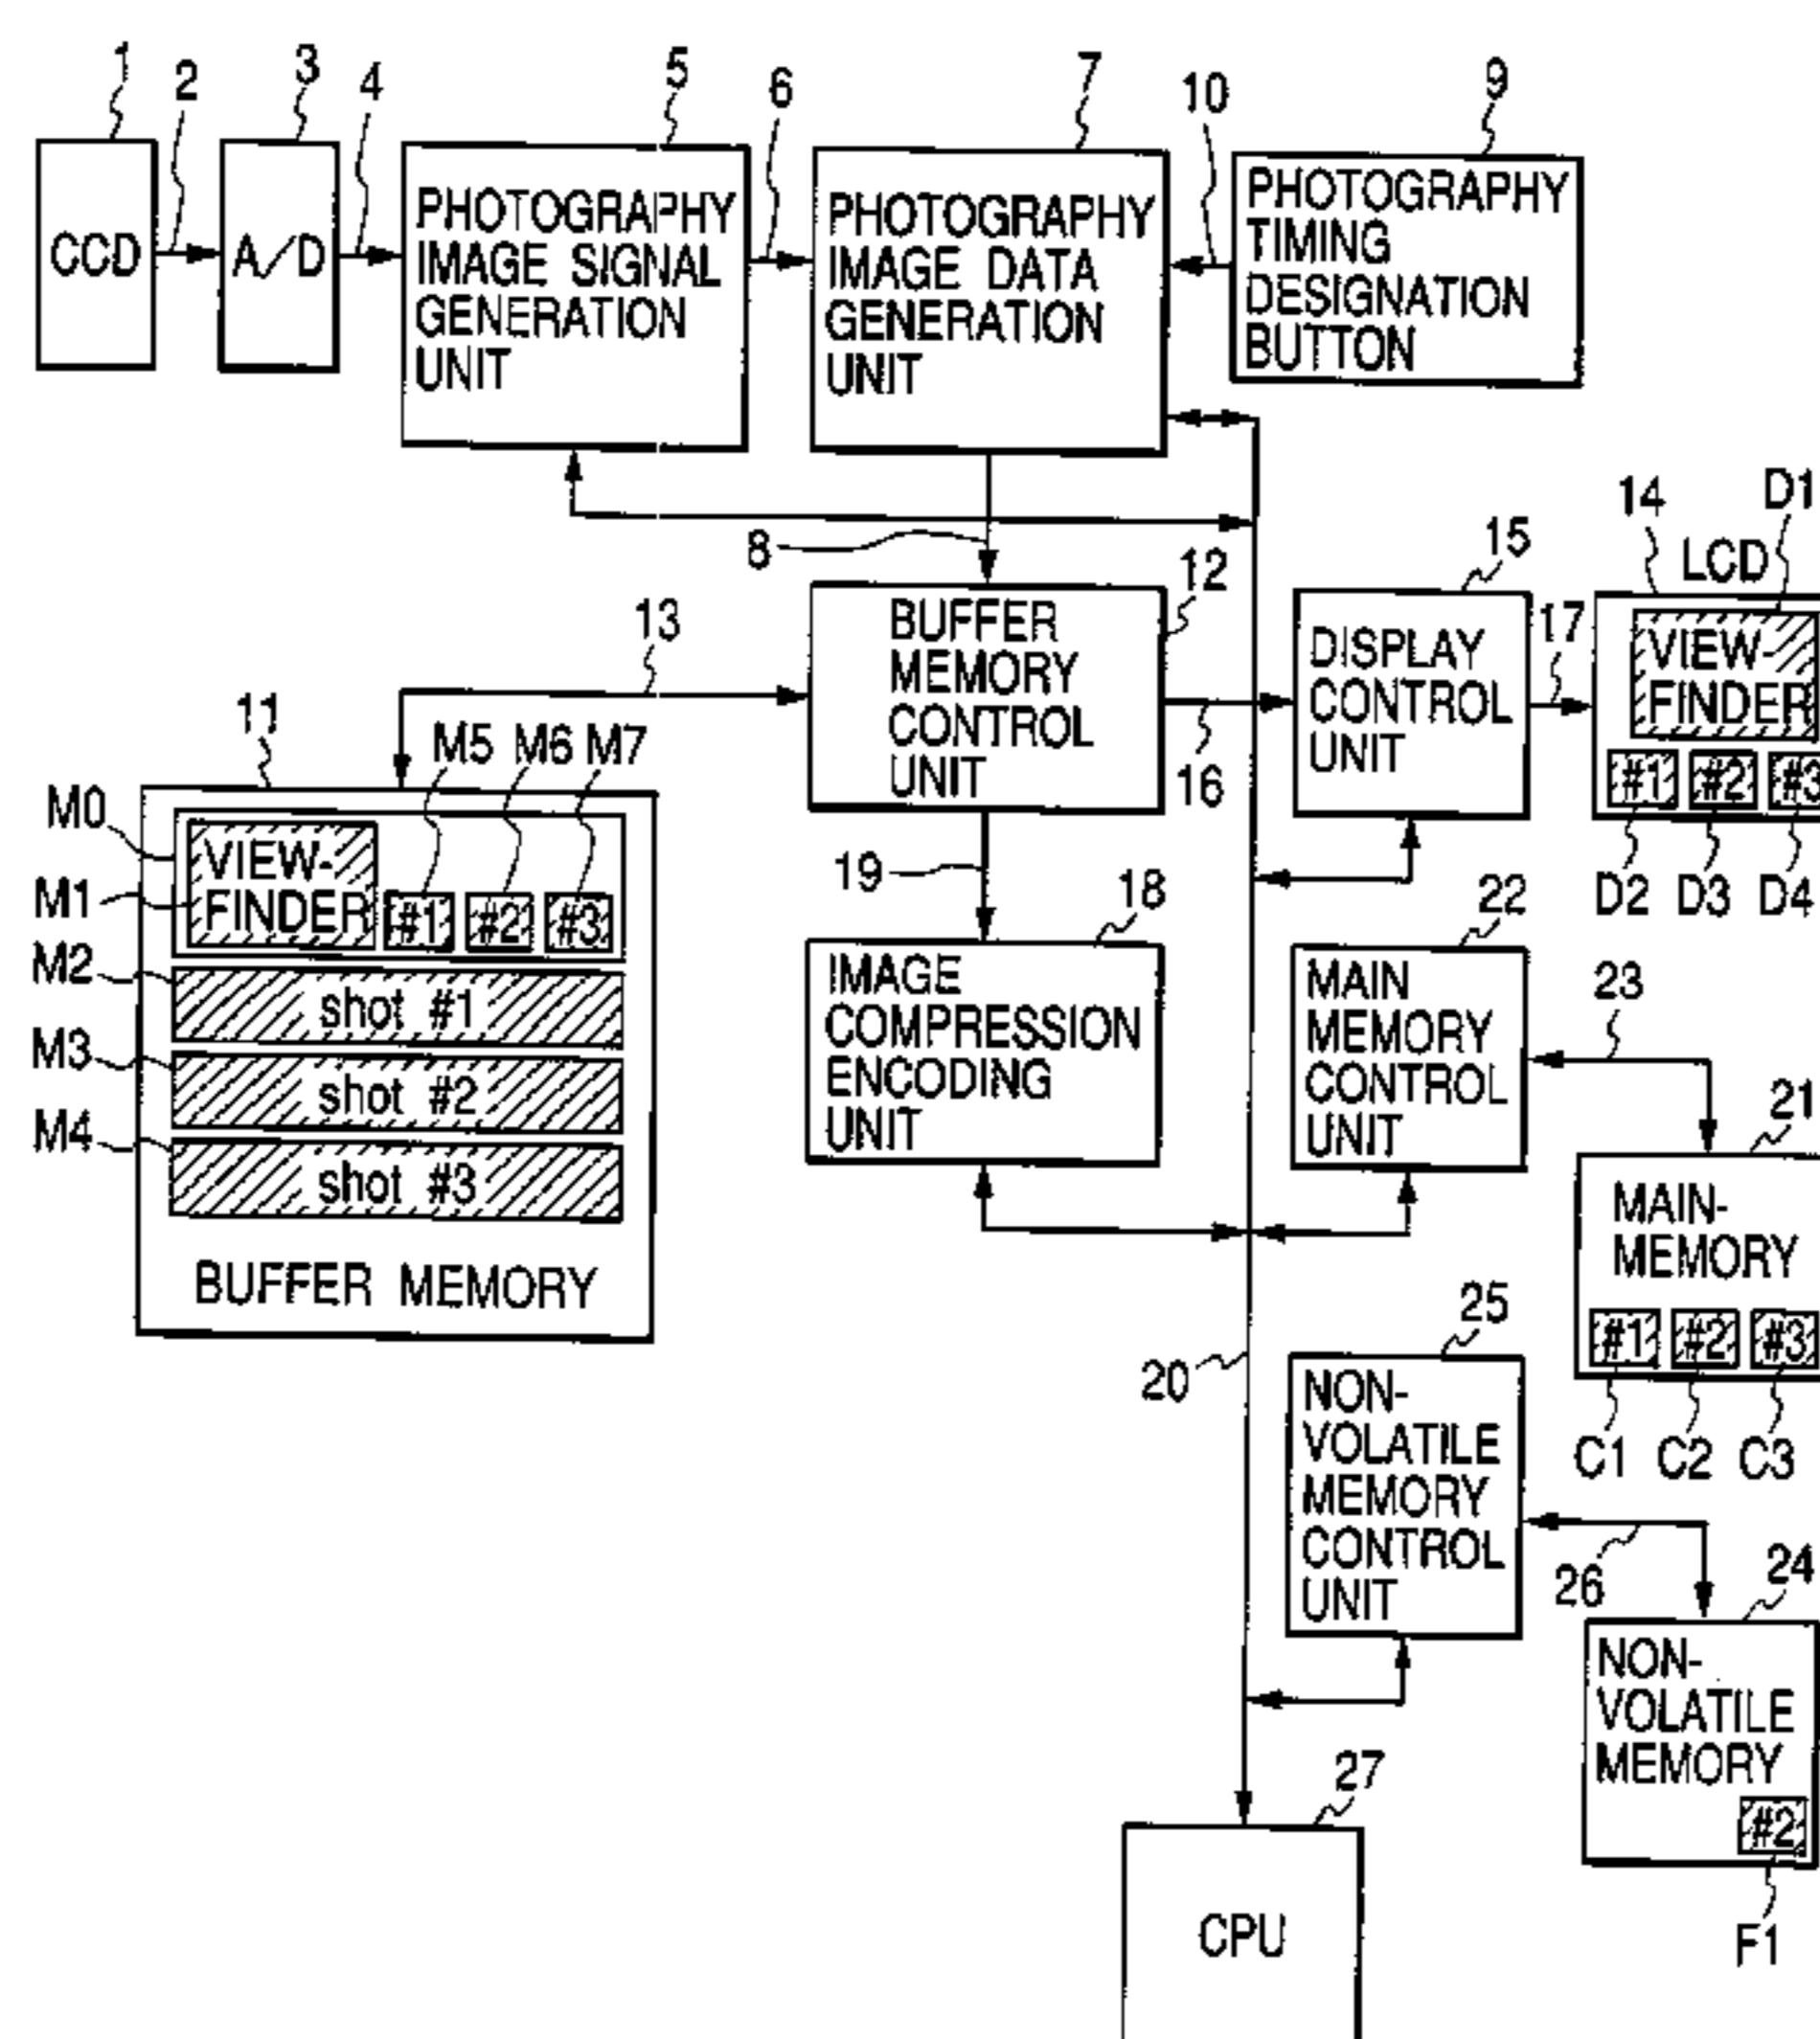 1
2
3
4
5
6
7
10
9
CCD
A/D
PHOTOGRAPHY
IMAGE SIGNAL
GENERATION
UNIT
PHOTOGRAPHY
IMAGE DATA
GENERATION
UNIT
PHOTOGRAPHY
TIMING
DESIGNATION
BUTTON
8
12
13
15
14
D1
LCD
BUFFER
MEMORY
CONTROL
UNIT
16
DISPLAY
CONTROL
UNIT
17
VIEW-
FINDER
#1 #2 #3
D2 D3 D4
11
M0
M1
M2
M3
M4
M5 M6 M7
VIEW-
FINDER
#1 #2 #3
shot #1
shot #2
shot #3
BUFFER MEMORY
19
18
IMAGE
COMPRESSION
ENCODING
UNIT
22
MAIN
MEMORY
CONTROL
UNIT
23
21
MAIN-
MEMORY
#1 #2 #3
C1 C2 C3
20
25
NON-
VOLATILE
MEMORY
CONTROL
UNIT
26
24
NON-
VOLATILE
MEMORY
#2
F1
27
CPU